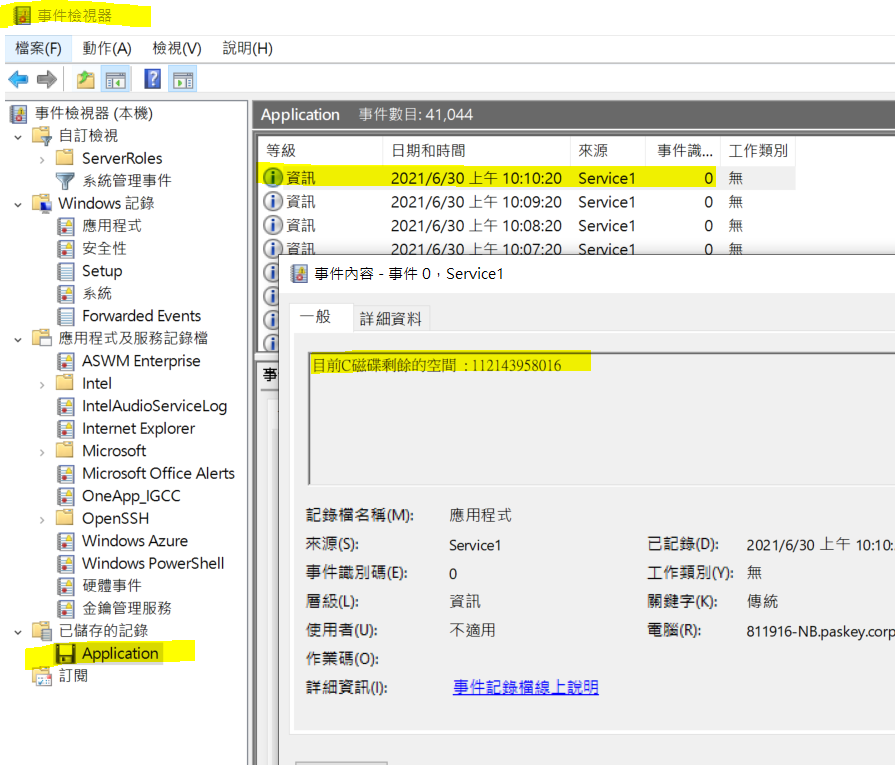 事件檢視器
檔案(F) 動作(A) 檢視(V) 說明(H)
事件檢視器 (本機)
自訂檢視
ServerRoles
系統管理事件
Windows 記錄
應用程式
安全性
Setup
系統
Forwarded Events
應用程式及服務記錄檔
ASWM Enterprise
Intel
IntelAudioServiceLog
Internet Explorer
Microsoft
Microsoft Office Alerts
OneApp_IGCC
OpenSSH
Windows Azure
Windows PowerShell
硬體事件
金鑰管理服務
已儲存的記錄
Application
訂閱
Application 事件數目: 41,044
等級 日期和時間 來源 事件識... 工作類別
資訊 2021/6/30 上午 10:10:20 Service1 0 無
資訊 2021/6/30 上午 10:09:20 Service1 0 無
資訊 2021/6/30 上午 10:08:20 Service1 0 無
資訊 2021/6/30 上午 10:07:20 Service1 0 無
事
事件內容 - 事件 0，Service1
一般 詳細資料
目前C磁碟剩餘的空間 : 112143958016
記錄檔名稱(M): 應用程式
來源(S): Service1 已記錄(D): 2021/6/30 上午 10:10:
事件識別碼(E): 0 工作類別(Y): 無
層級(L): 資訊 關鍵字(K): 傳統
使用者(U): 不適用 電腦(R): 811916-NB.paskey.corp
作業碼(O):
詳細資訊(I): 事件記錄檔線上說明